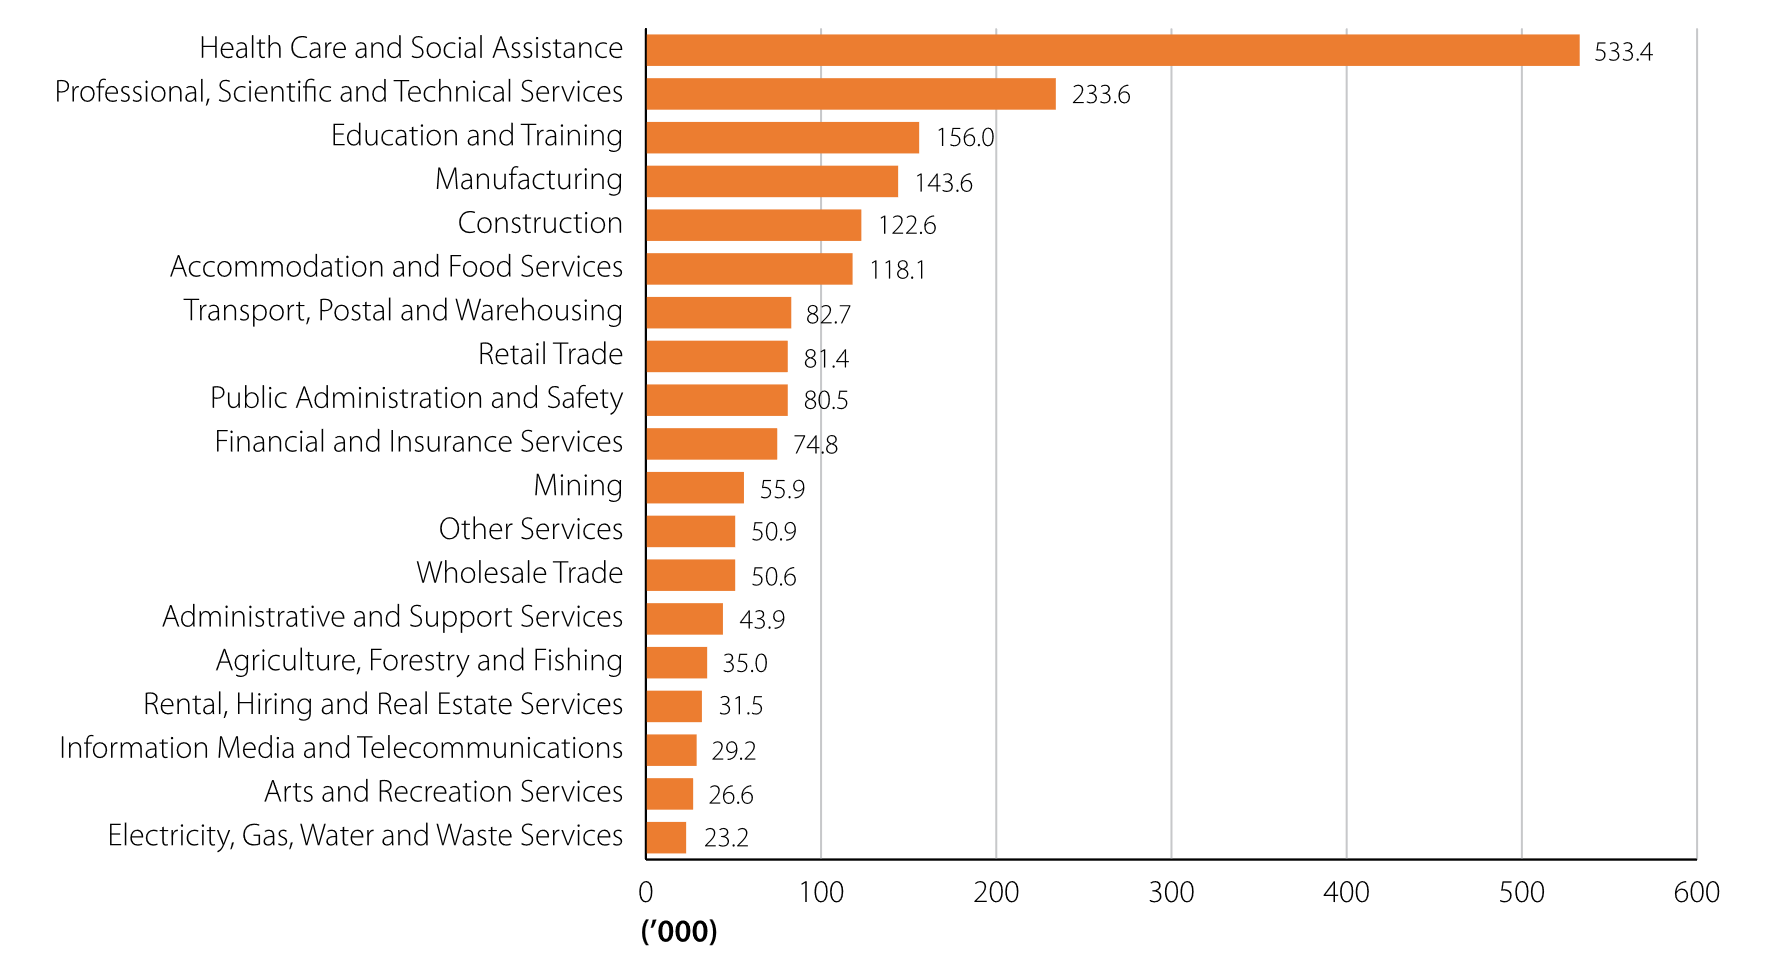 Health Care and Social Assistance 533.4
Professional, Scientific and Technical Services 233.6
Education and Training 156.0
Manufacturing 143.6
Construction 122.6
Accommodation and Food Services 118.1
Transport, Postal and Warehousing 82.7
Retail Trade 81.4
Public Administration and Safety 80.5
Financial and Insurance Services 74.8
Mining 55.9
Other Services 50.9
Wholesale Trade 50.6
Administrative and Support Services 43.9
Agriculture, Forestry and Fishing 35.0
Rental, Hiring and Real Estate Services 31.5
Information Media and Telecommunications 29.2
Arts and Recreation Services 26.6
Electricity, Gas, Water and Waste Services 23.2
0 100 200 300 400 500 600
(’000)